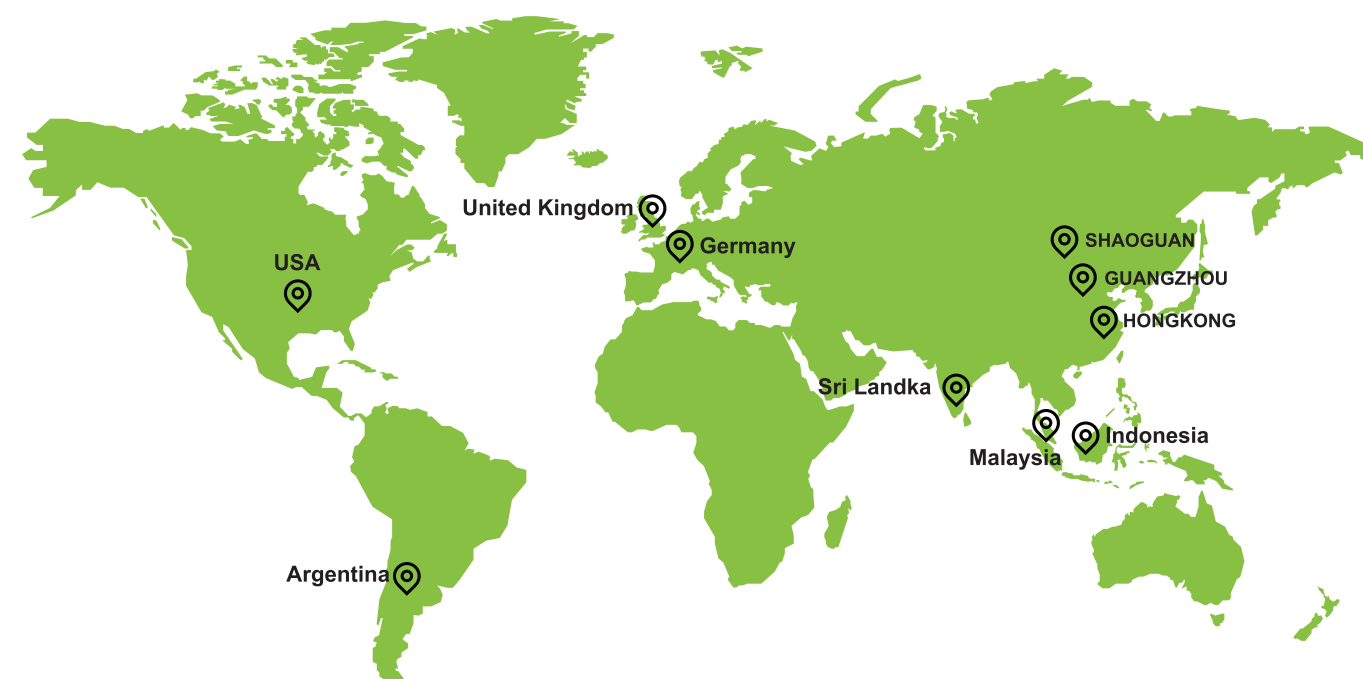 United Kingdom
Germany
SHAOGUAN
USA
GUANGZHOU
HONGKONG
Sri Landka
Indonesia
Malaysia
Argentina